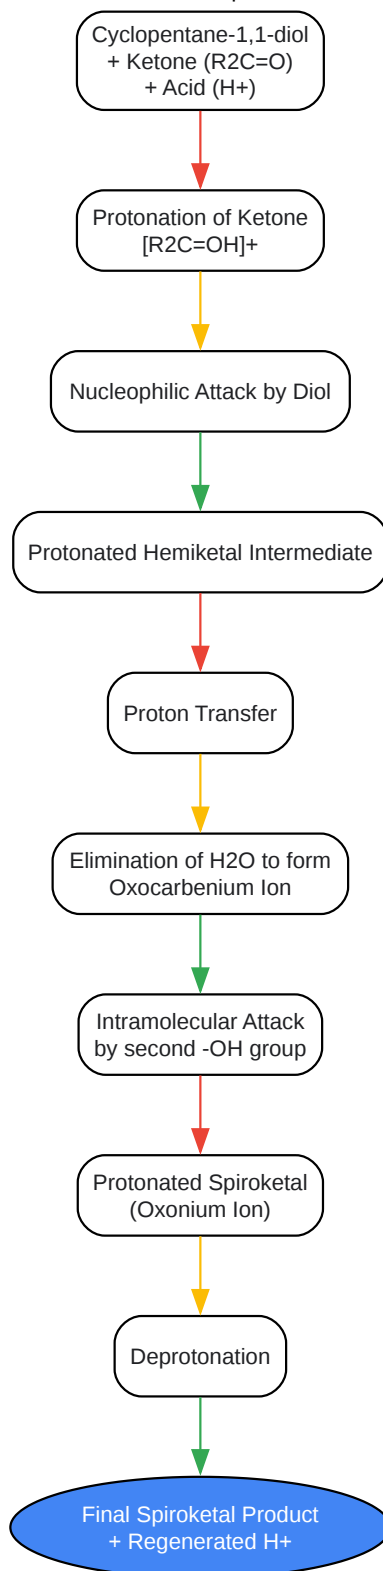 Cyclopentane-1,1-diol
+ Ketone (R2C=O)
+ Acid (H+)
Protonation of Ketone
[R2C=OH]+
Nucleophilic Attack by Diol
Protonated Hemiketal Intermediate
Proton Transfer
Elimination of H2O to form
Oxocarbenium Ion
Intramolecular Attack
by second -OH group
Protonated Spiroketal
(Oxonium Ion)
Deprotonation
Final Spiroketal Product
+ Regenerated H+